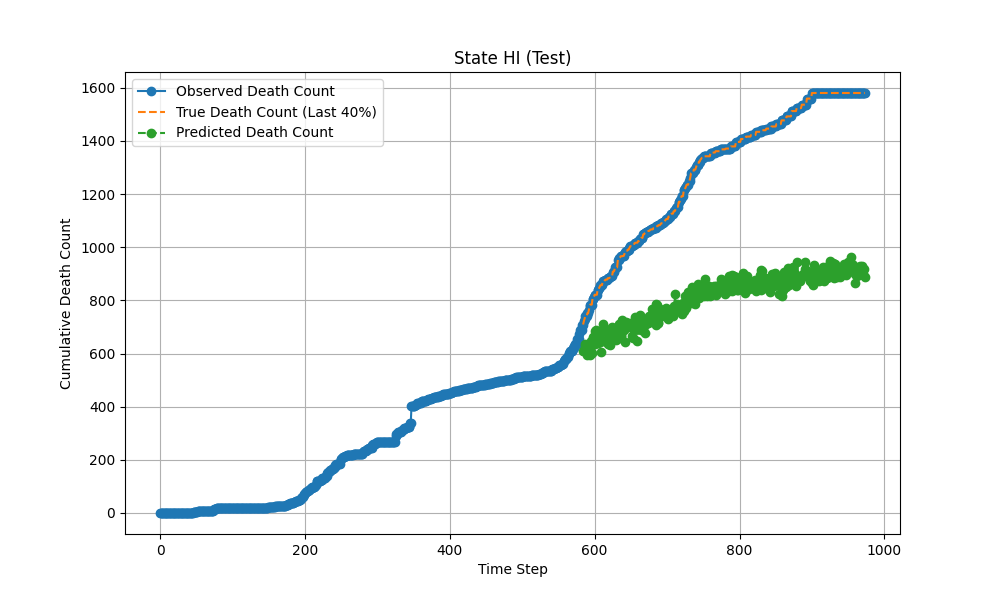 State HI (Test)
Observed Death Count
True Death Count (Last 40%)
Predicted Death Count
Cumulative Death Count
1600
1400
1200
1000
800
600
400
200
0
0 200 400 600 800 1000
Time Step